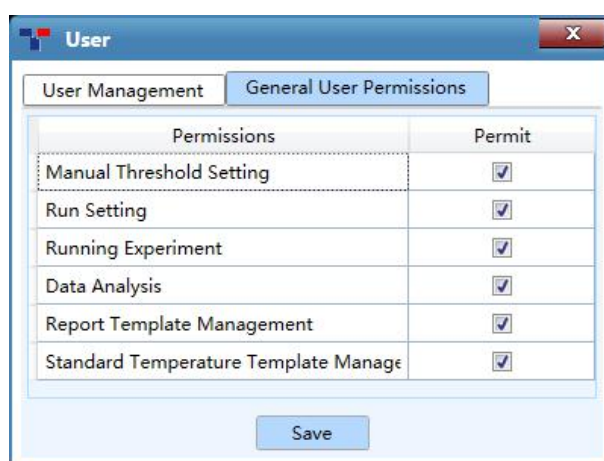 User
X
User Management
General User Permissions
Permissions
Permit
Manual Threshold Setting
Run Setting
Running Experiment
Data Analysis
Report Template Management
Standard Temperature Template Manage
Save